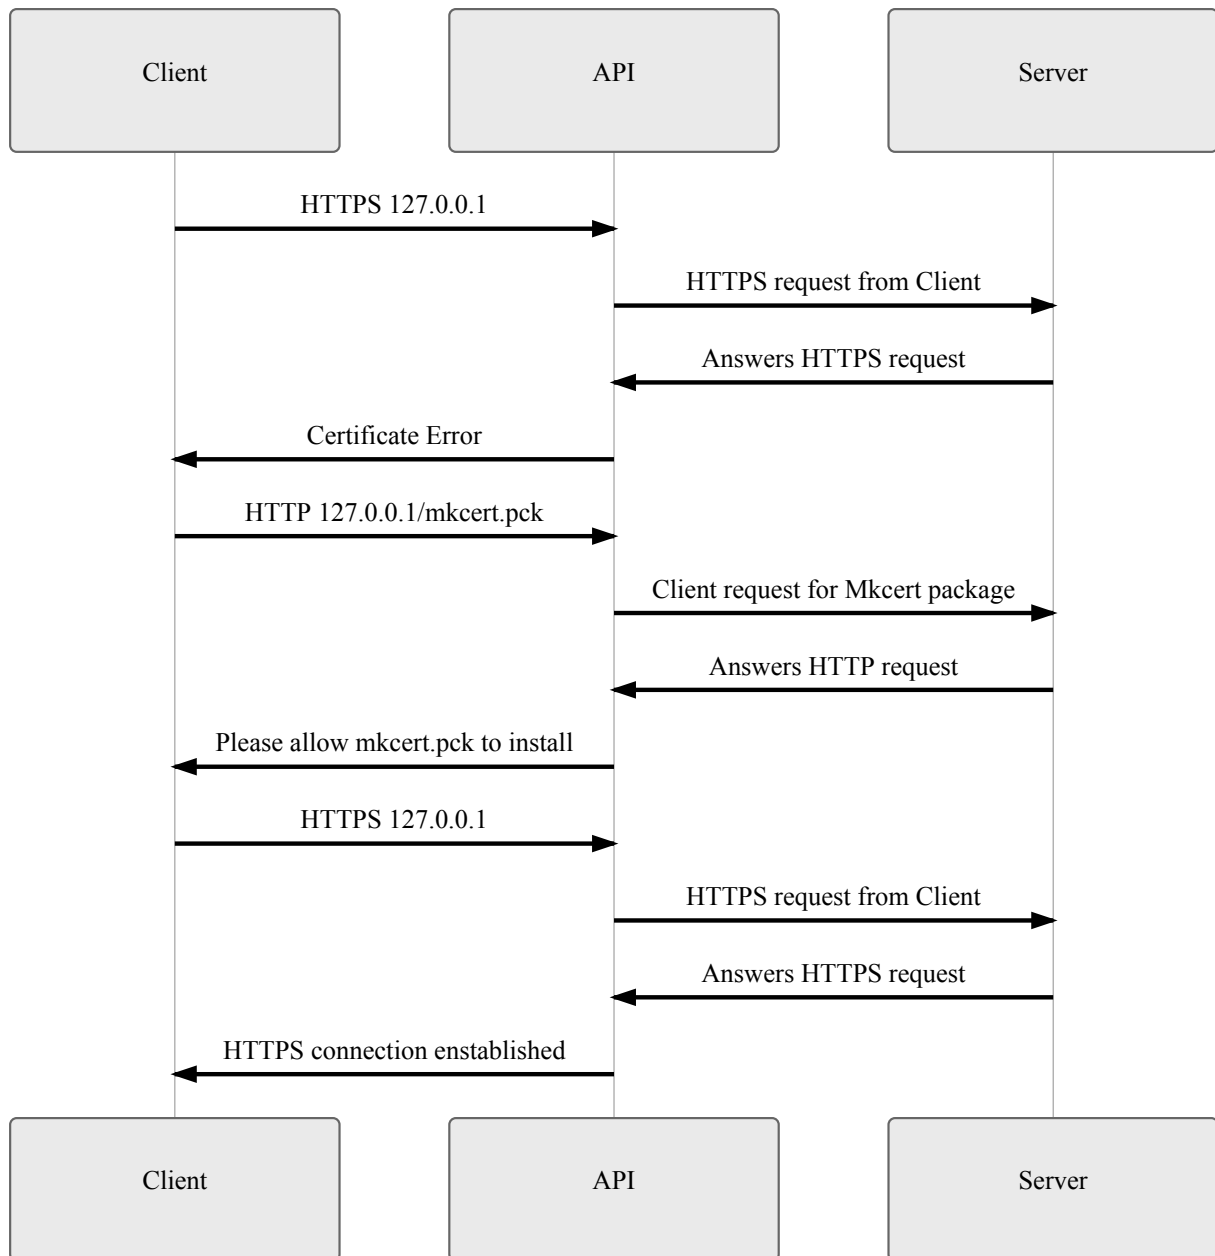 Client
API
Server
HTTPS 127.0.0.1
HTTPS request from Client
Answers HTTPS request
Certificate Error
HTTP 127.0.0.1/mkcert.pck
Client request for Mkcert package
Answers HTTP request
Please allow mkcert.pck to install
HTTPS 127.0.0.1
HTTPS request from Client
Answers HTTPS request
HTTPS connection enstablished
Client
API
Server